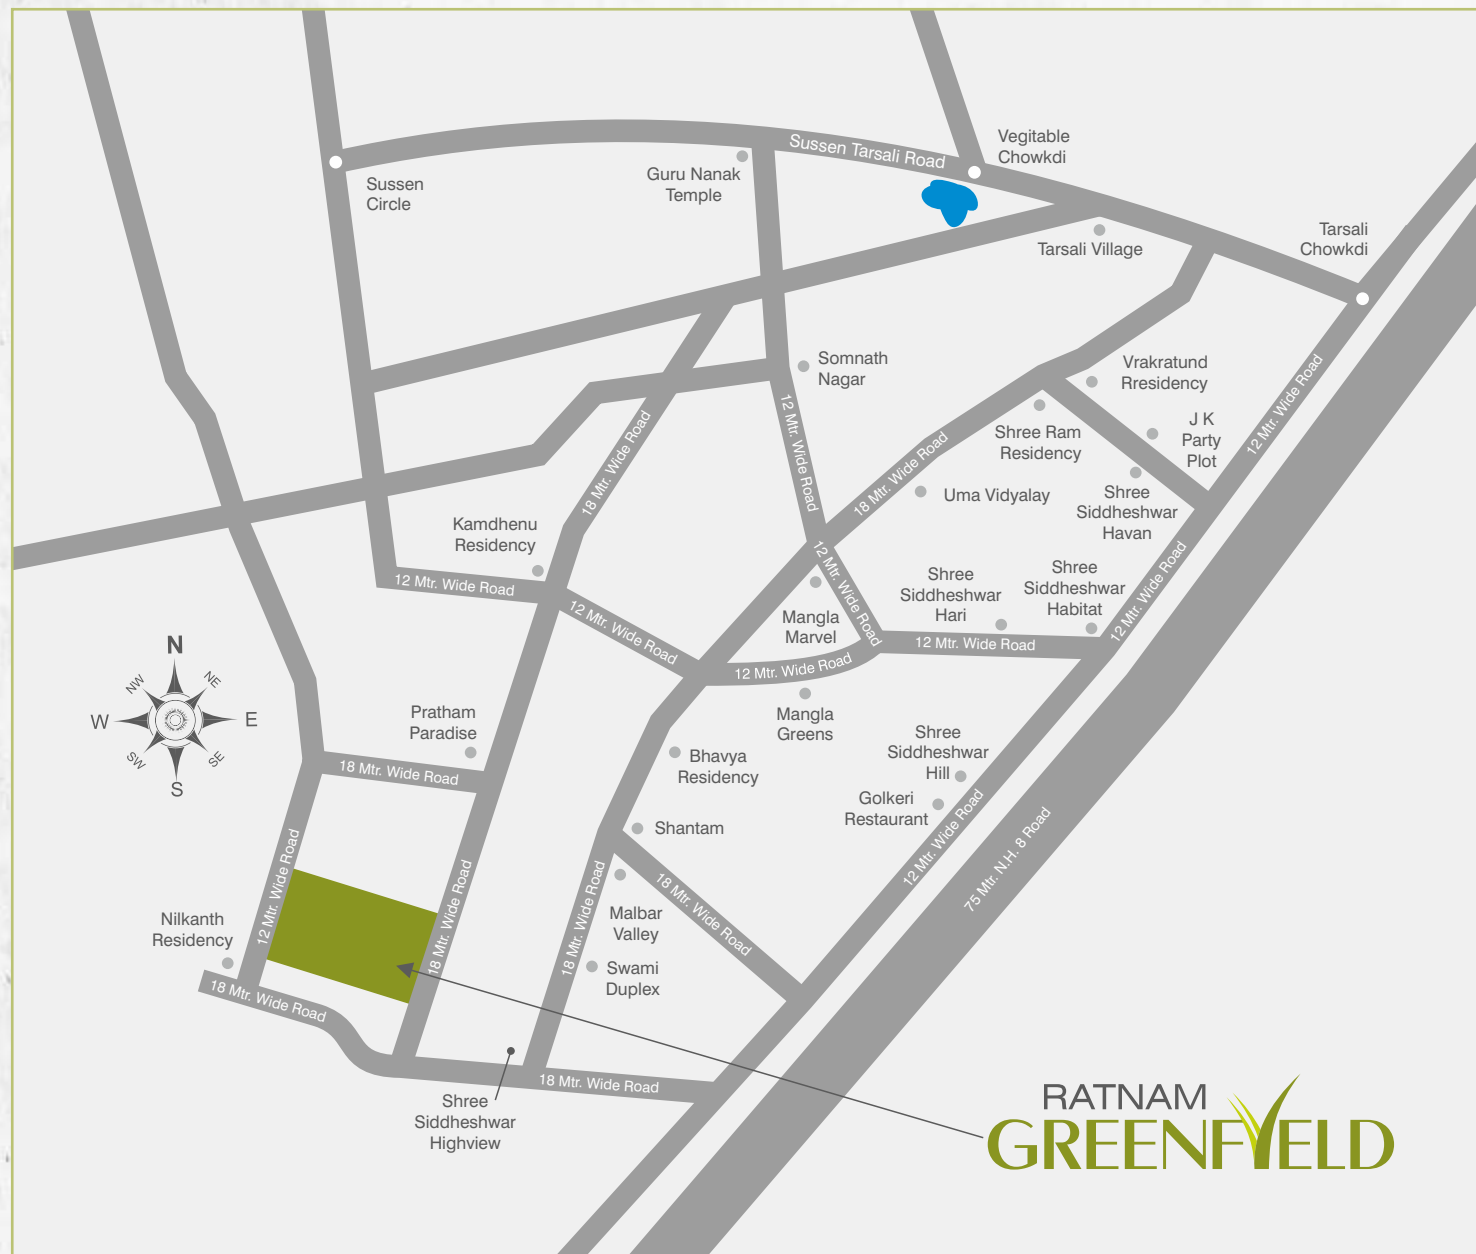 Vegitable
Chowkdi
Sussen Tarsali Road
Guru Nanak
Temple
Sussen
Circle
Tarsali Village
Tarsali
Chowkdi
Somnath
Nagar
Vrakratund
Rresidency
12 Mtr. Wide Road
J K
Party
Plot
Shree Ram
Residency
18 Mtr. Wide Road
12 Mtr. Wide Road
18 Mtr. Wide Road
Uma Vidyalay
Shree
Siddheshwar
Havan
Kamdhenu
Residency
12 Mtr. Wide Road
12 Mtr. Wide Road
12 Mtr. Wide Road
Mangla
Marvel
Shree
Siddheshwar
Hari
Shree
Siddheshwar
Habitat
12 Mtr. Wide Road
12 Mtr. Wide Road
12 Mtr. Wide Road
Mangla
Greens
N
NW
NE
W
E
SW
SE
S
Pratham
Paradise
18 Mtr. Wide Road
Bhavya
Residency
Shree
Siddheshwar
Hill
Golkeri
Restaurant
12 Mtr. Wide Road
75 Mtr. N.H. 8 Road
Shantam
18 Mtr. Wide Road
Malbar
Valley
18 Mtr. Wide Road
Swami
Duplex
12 Mtr. Wide Road
18 Mtr. Wide Road
Nilkanth
Residency
18 Mtr. Wide Road
18 Mtr. Wide Road
Shree
Siddheshwar
Highview
RATNAM
GREENFIELD